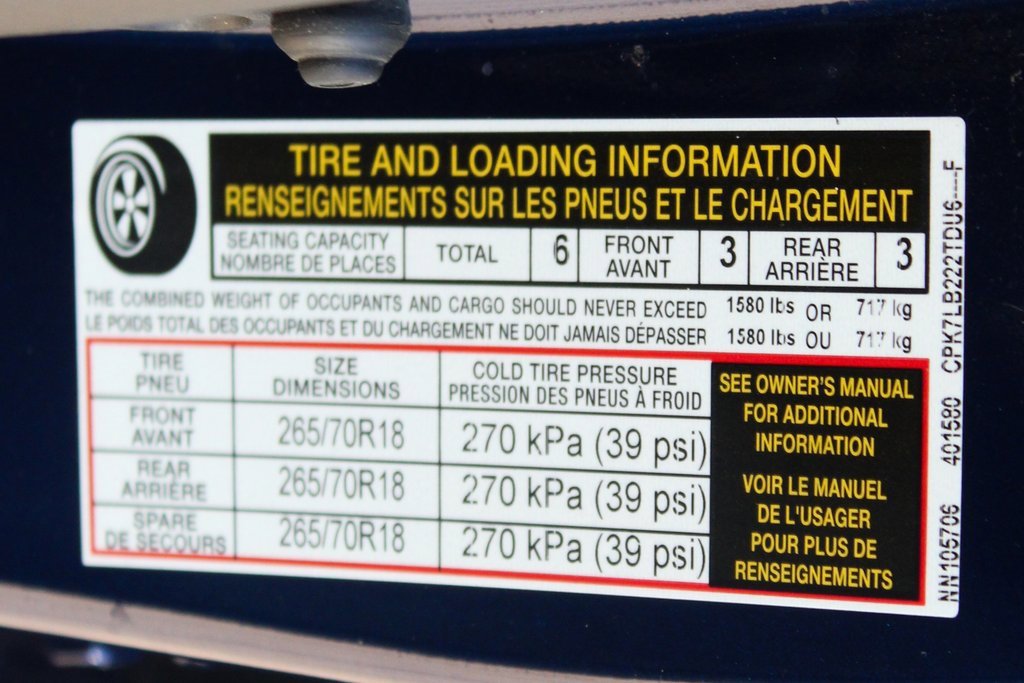 TIRE AND LOADING INFORMATION
RENSEIGNEMENTS SUR LES PNEUS ET LE CHARGEMENT
SEATING CAPACITY
NOMBRE DE PLACES
TOTAL
6
FRONT
AVANT
3
REAR
ARRIÈRE
3
THE COMBINED WEIGHT OF OCCUPANTS AND CARGO SHOULD NEVER EXCEED 1580 lbs OR 717 kg
LE POIDS TOTAL DES OCCUPANTS ET DU CHARGEMENT NE DOIT JAMAIS DÉPASSER 1580 lbs OU 717 kg
TIRE
PNEU
SIZE
DIMENSIONS
COLD TIRE PRESSURE
PRESSION DES PNEUS À FROID
FRONT
AVANT
265/70R18
270 kPa (39 psi)
REAR
ARRIÈRE
265/70R18
270 kPa (39 psi)
SPARE
DE SECOURS
265/70R18
270 kPa (39 psi)
SEE OWNER'S MANUAL
FOR ADDITIONAL
INFORMATION
VOIR LE MANUEL
DE L'USAGER
POUR PLUS DE
RENSEIGNEMENTS
NN105706 401580